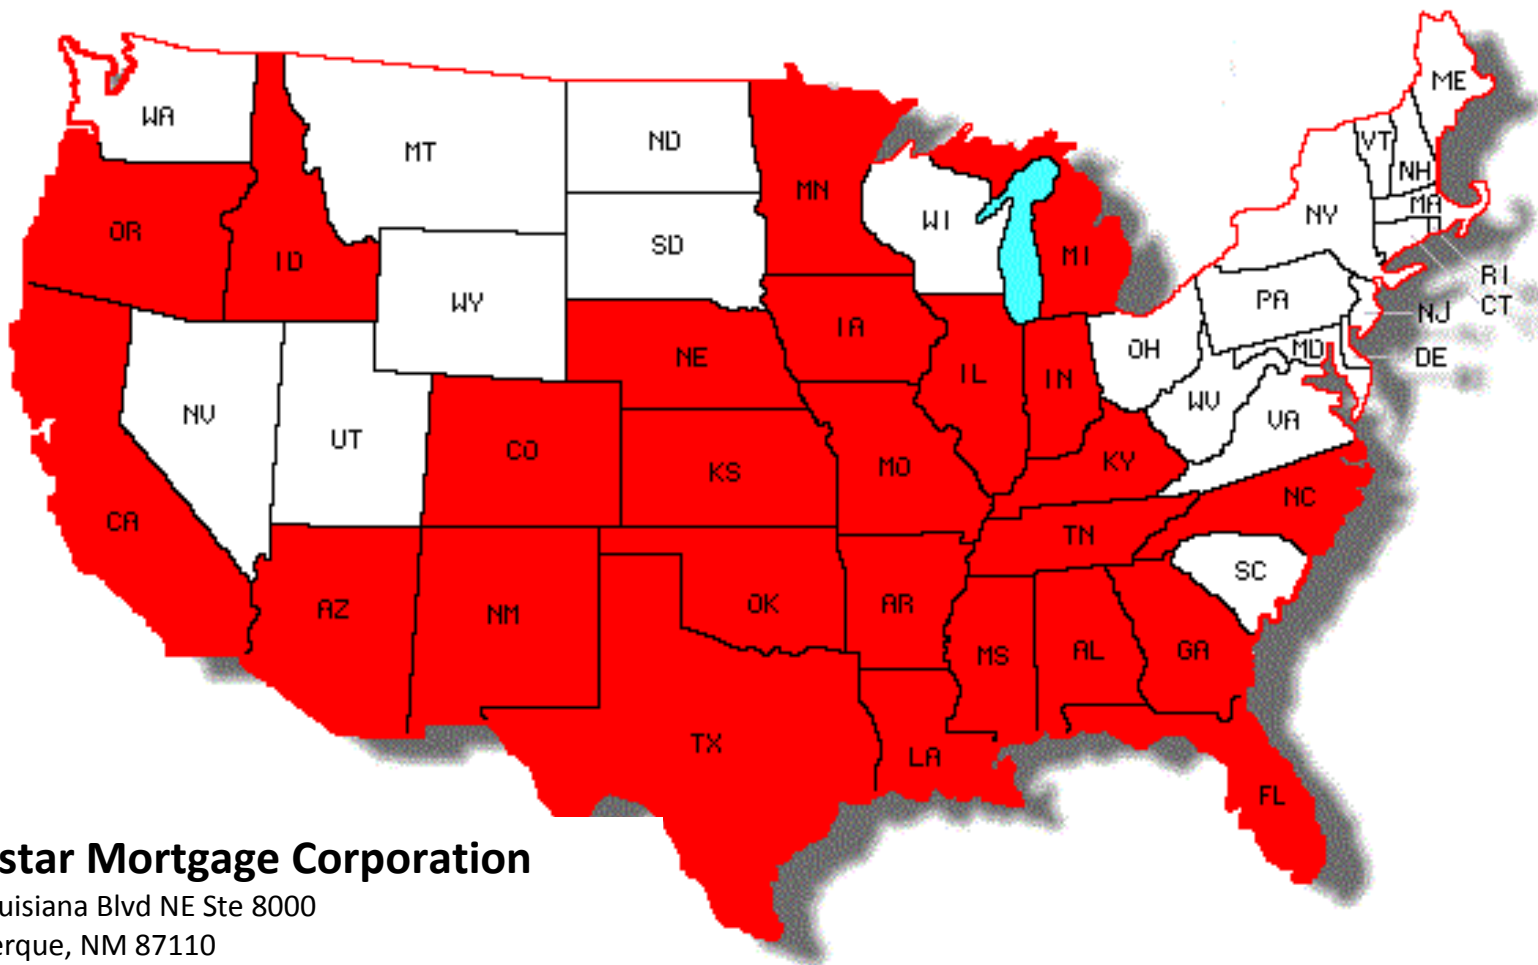 WA
MT
ND
MN
ME
VT
NH
OR
ID
SD
WI
MI
NY
MA
RI
CT
WY
NE
IA
PA
NJ
NV
UT
CO
KS
MO
IL
IN
OH
MD
DE
WV
VA
KY
CA
NC
TN
AZ
NM
OK
AR
SC
MS
AL
GA
TX
LA
FL
star Mortgage Corporation
uisiana Blvd NE Ste 8000
erque, NM 87110